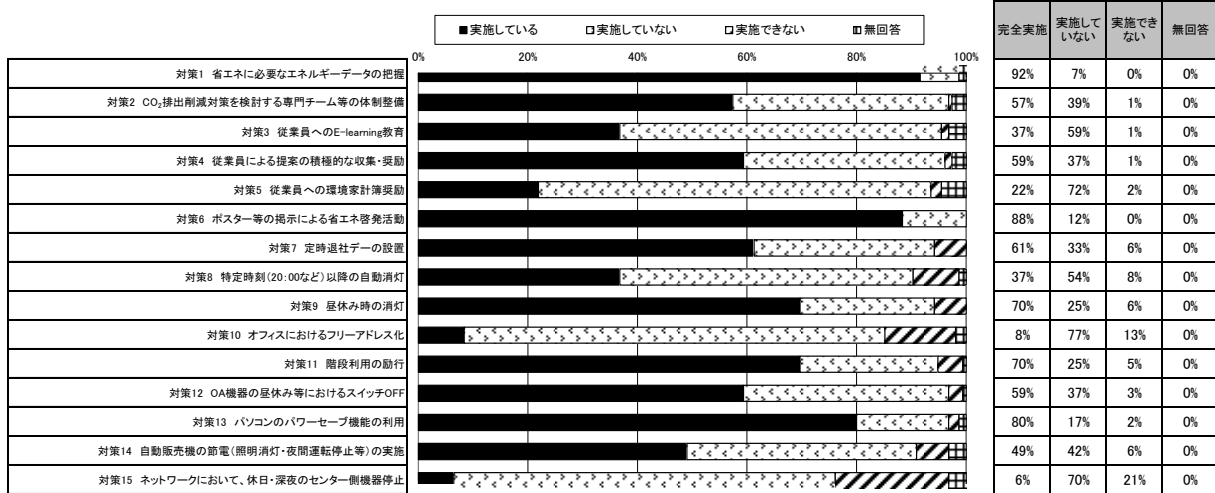 ■実施している □実施していない □実施できない □無回答
完全実施 実施して いない 実施でき ない 無回答
0% 20% 40% 60% 80% 100%
対策1 省エネに必要なエネルギーデータの把握 92% 7% 0% 0%
対策2 CO₂排出削減対策を検討する専門チーム等の体制整備 57% 39% 1% 0%
対策3 従業員へのE-learning教育 37% 59% 1% 0%
対策4 従業員による提案の積極的な収集・奨励 59% 37% 1% 0%
対策5 従業員への環境家計簿奨励 22% 72% 2% 0%
対策6 ポスター等の掲示による省エネ啓発活動 88% 12% 0% 0%
対策7 定時退社デーの設置 61% 33% 6% 0%
対策8 特定時刻(20:00など)以降の自動消灯 37% 54% 8% 0%
対策9 昼休み時の消灯 70% 25% 6% 0%
対策10 オフィスにおけるフリーアドレス化 8% 77% 13% 0%
対策11 階段利用の励行 70% 25% 5% 0%
対策12 OA機器の昼休み等におけるスイッチOFF 59% 37% 3% 0%
対策13 パソコンのパワーセーブ機能の利用 80% 17% 2% 0%
対策14 自動販売機の節電(照明消灯・夜間運転停止等)の実施 49% 42% 6% 0%
対策15 ネットワークにおいて、休日・深夜のセンター側機器停止 6% 70% 21% 0%